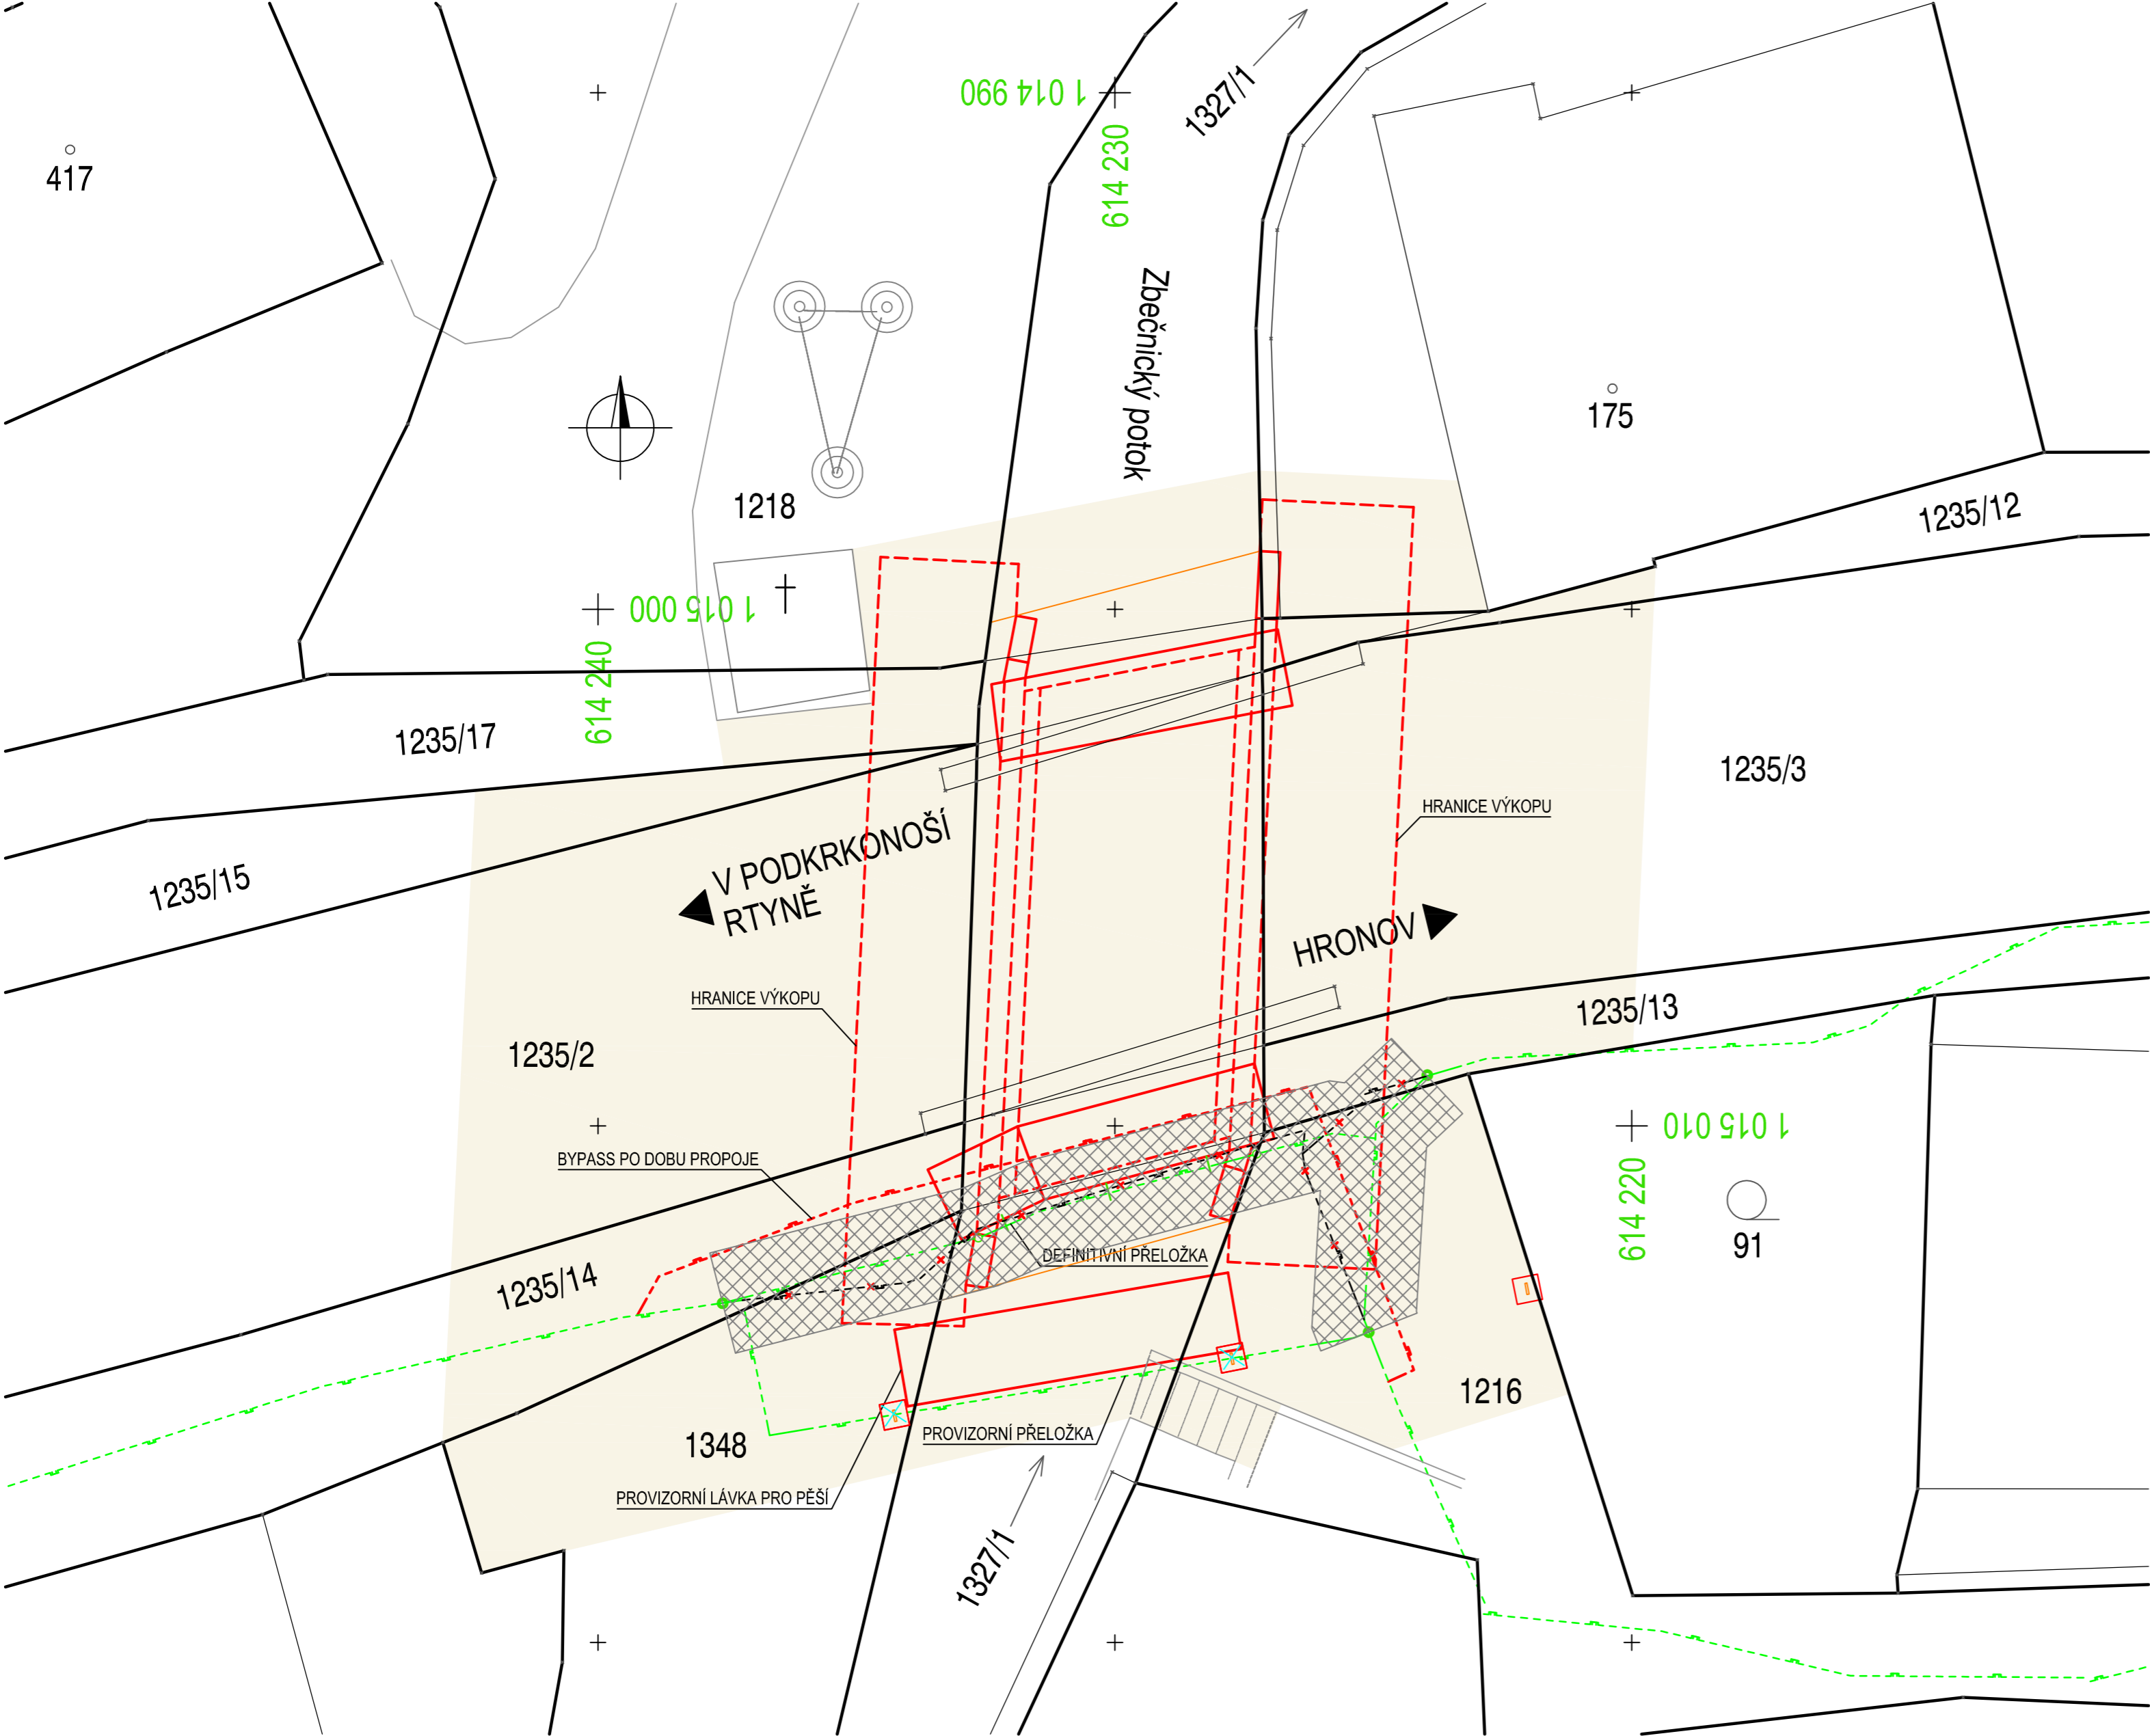 1 014 990
1327/1
614 230
417
Zbečnický potok
175
1218
1235/12
1 015 000
614 240
1235/17
1235/3
HRANICE VÝKOPU
V PODKRKONOŠÍ
RTYNĚ
1235/15
HRONOV
HRANICE VÝKOPU
1235/13
1235/2
1 015 010
BYPASS PO DOBU PROPOJE
614 220
91
DEFINITIVNÍ PŘELOŽKA
1235/14
1216
PROVIZORNÍ PŘELOŽKA
1348
PROVIZORNÍ LÁVKA PRO PĚŠÍ
1327/1